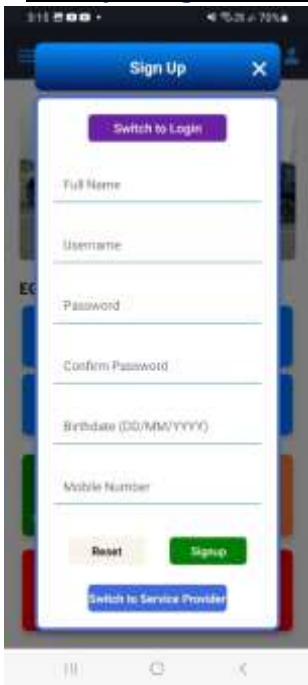 Sign Up
Switch to Login
Full Name
Username
Password
Confirm Password
Birthdate (DD/MM/YYYY)
Mobile Number
Reset Signup
Switch to Service Provider